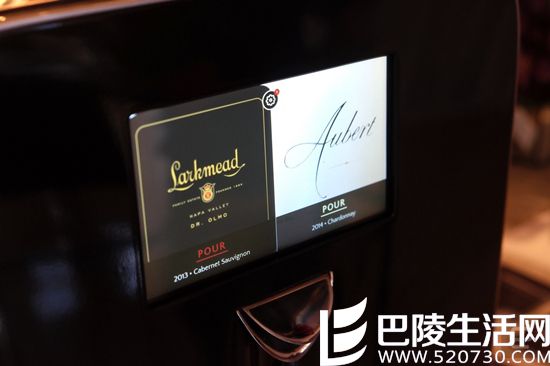 Larkmead
FAMILY ESTATE
NAPA VALLEY
DR. OLMO
POUR
2013 • Cabernet Sauvignon
Aubert
POUR
2014 • Chardonnay
巴陵生活网
www.520730.com